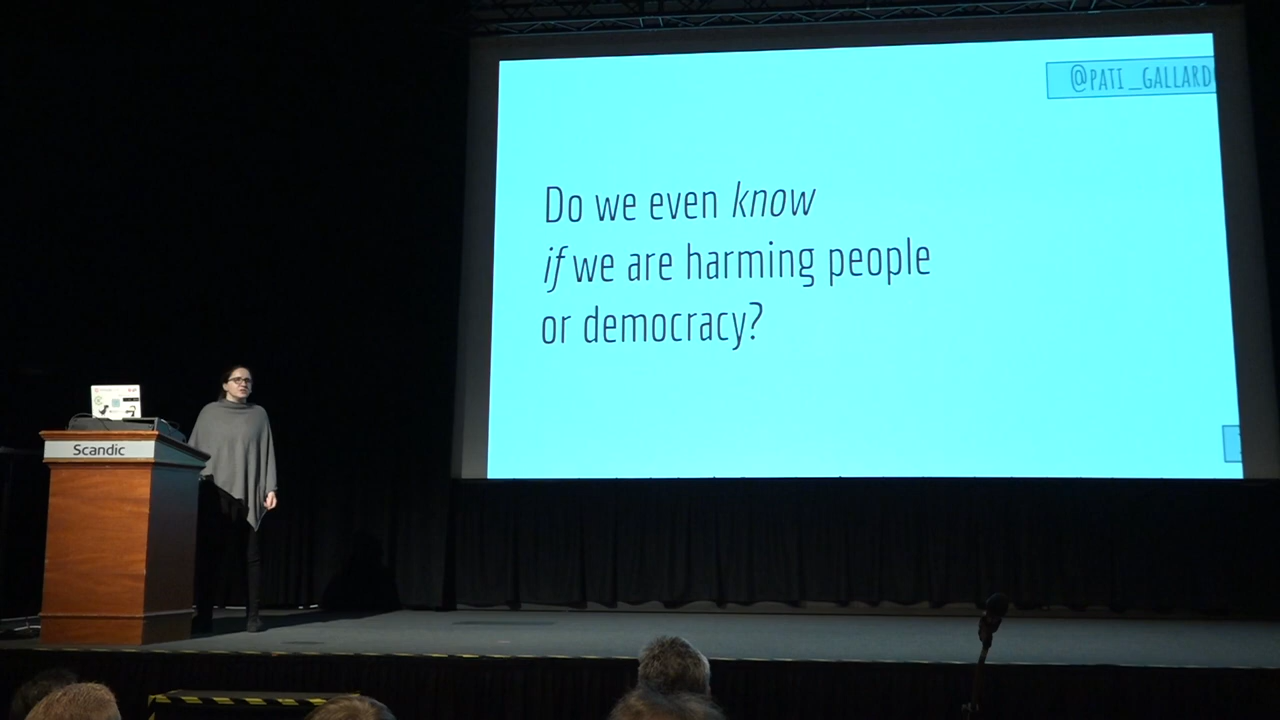 @PATI_GALLARD
Do we even know
if we are harming people
or democracy?
Scandic